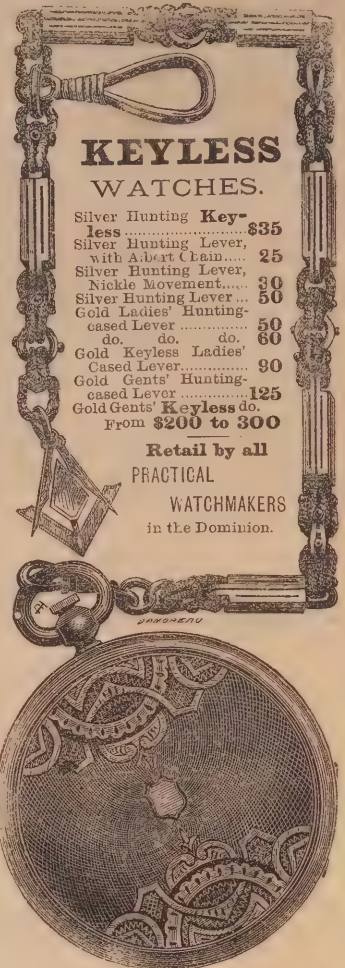 KEYLESS
WATCHES.
Silver Hunting Key-
less ........................ $35
Silver Hunting Lever,
with Albert Chain..... 25
Silver Hunting Lever,
Nickle Movement...... 30
Silver Hunting Lever ... 50
Gold Ladies' Hunting-
cased Lever .............. 50
do. do. do. 60
Gold Keyless Ladies'
Cased Lever.............. 90
Gold Gents' Hunting-
cased Lever .............. 125
Gold Gents' Keyless do.
From $200 to 300
Retail by all
PRACTICAL
WATCHMAKERS
in the Dominion.